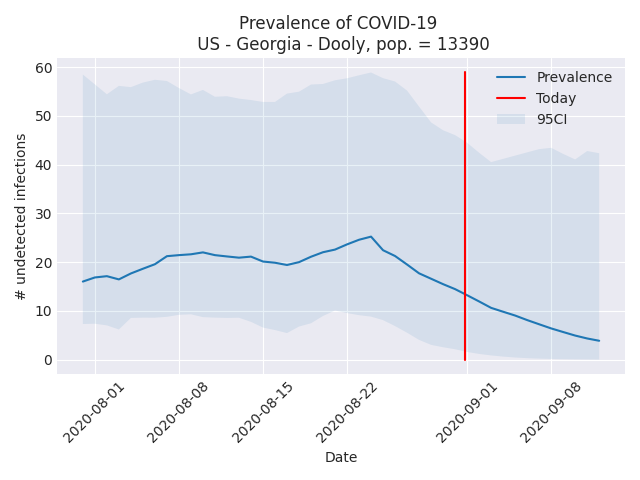 Prevalence of COVID-19
US - Georgia - Dooly, pop. = 13390
Prevalence
Today
95CI
# undetected infections
60
50
40
30
20
10
0
2020-08-01
2020-08-08
2020-08-15
2020-08-22
2020-09-01
2020-09-08
Date